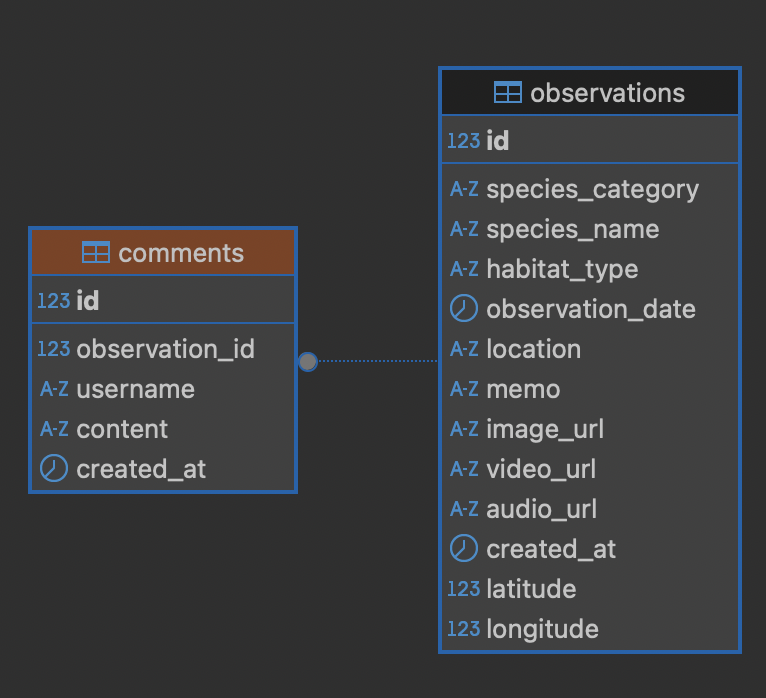 comments
123 id
123 observation_id
A-Z username
A-Z content
created_at
observations
123 id
A-Z species_category
A-Z species_name
A-Z habitat_type
observation_date
A-Z location
A-Z memo
A-Z image_url
A-Z video_url
A-Z audio_url
created_at
123 latitude
123 longitude